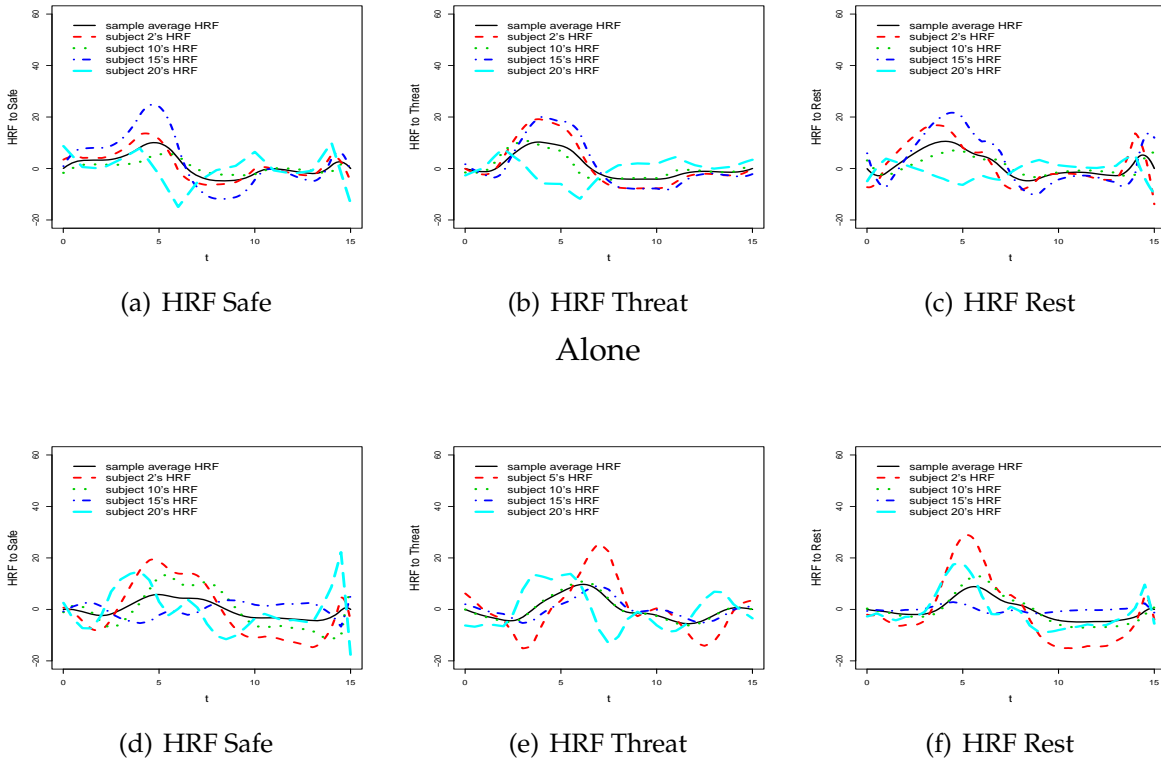 60
40
20
0
-20
HRF to Safe
sample average HRF
subject 2's HRF
subject 10's HRF
subject 15's HRF
subject 20's HRF
0
5
10
15
t
(a) HRF Safe
60
40
20
0
-20
HRF to Threat
sample average HRF
subject 2's HRF
subject 10's HRF
subject 15's HRF
subject 20's HRF
0
5
10
15
t
(b) HRF Threat
60
40
20
0
-20
HRF to Rest
sample average HRF
subject 2's HRF
subject 10's HRF
subject 15's HRF
subject 20's HRF
0
5
10
15
t
(c) HRF Rest
Alone
60
40
20
0
-20
HRF to Safe
sample average HRF
subject 2's HRF
subject 10's HRF
subject 15's HRF
subject 20's HRF
0
5
10
15
t
(d) HRF Safe
60
40
20
0
-20
HRF to Threat
sample average HRF
subject 5's HRF
subject 10's HRF
subject 15's HRF
subject 20's HRF
0
5
10
15
t
(e) HRF Threat
60
40
20
0
-20
HRF to Rest
sample average HRF
subject 2's HRF
subject 10's HRF
subject 15's HRF
subject 20's HRF
0
5
10
15
t
(f) HRF Rest